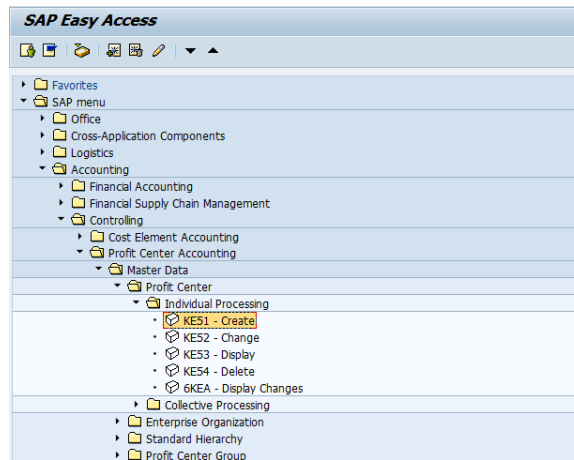 SAP Easy Access
Favorites
SAP menu
Office
Cross-Application Components
Logistics
Accounting
Financial Accounting
Financial Supply Chain Management
Controlling
Cost Element Accounting
Profit Center Accounting
Master Data
Profit Center
Individual Processing
KE51 - Create
KE52 - Change
KE53 - Display
KE54 - Delete
6KEA - Display Changes
Collective Processing
Enterprise Organization
Standard Hierarchy
Profit Center Group